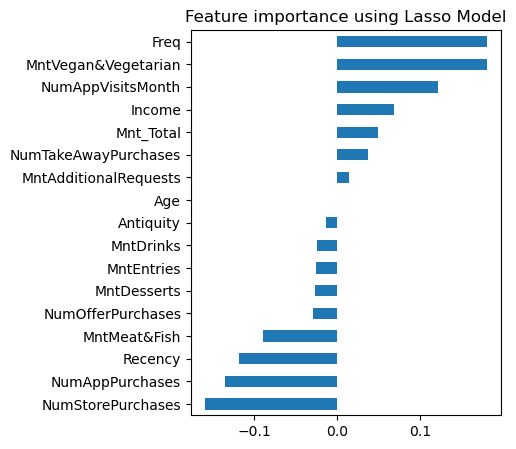 Feature importance using Lasso Model
Freq
MntVegan&Vegetarian
NumAppVisitsMonth
Income
Mnt_Total
NumTakeAwayPurchases
MntAdditionalRequests
Age
Antiquity
MntDrinks
MntEntries
MntDesserts
NumOfferPurchases
MntMeat&Fish
Recency
NumAppPurchases
NumStorePurchases
−0.1 0.0 0.1